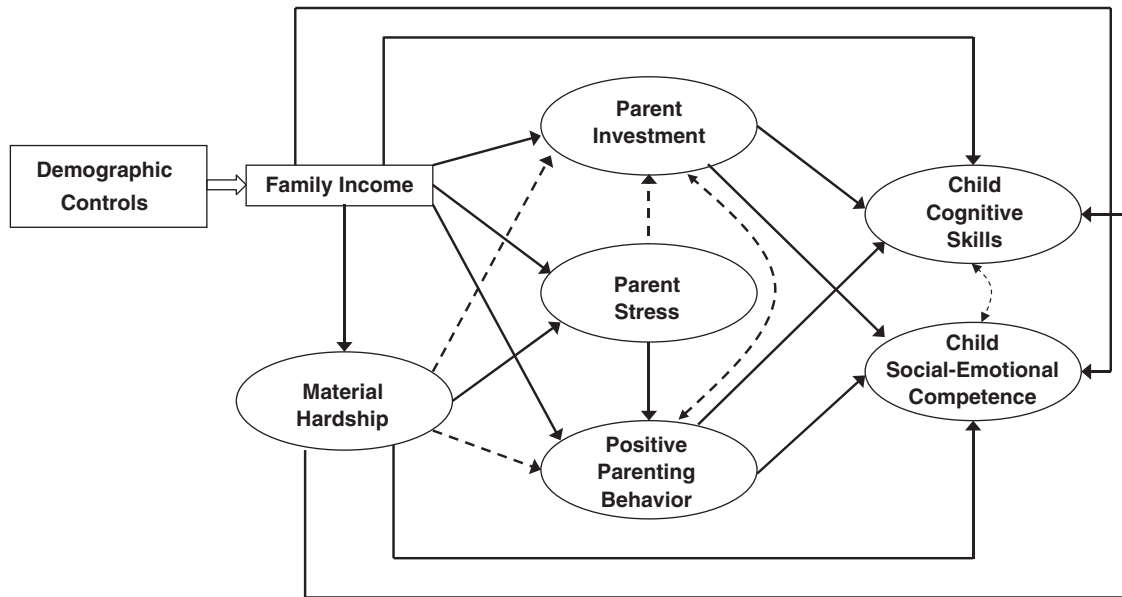 Demographic
Controls
Family Income
Material
Hardship
Parent
Investment
Parent
Stress
Positive
Parenting
Behavior
Child
Cognitive
Skills
Child
Social-Emotional
Competence